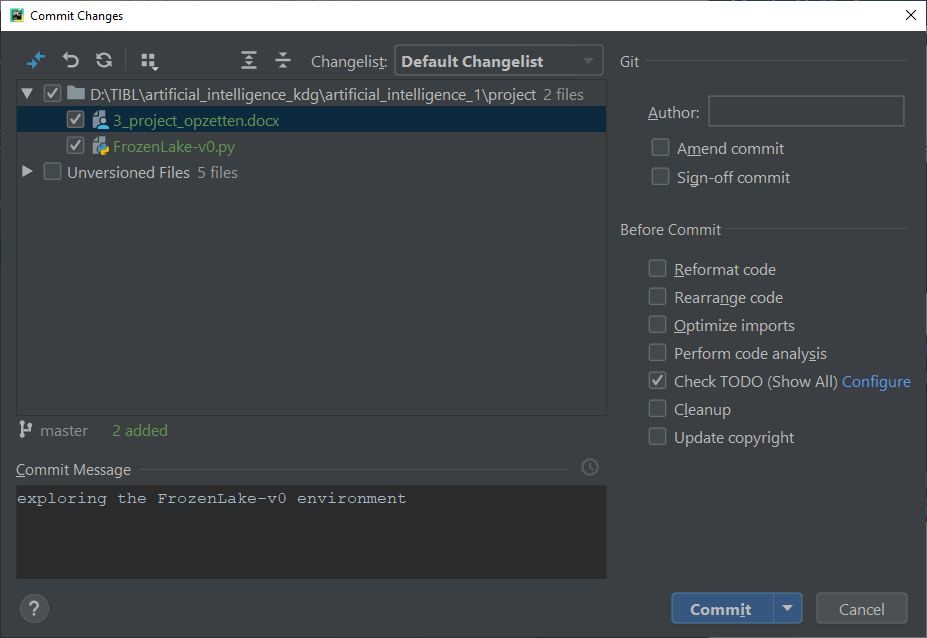 Commit Changes
Changelist: Default Changelist
D:\TIBL\artificial_intelligence_kdg\artificial_intelligence_1\project 2 files
3_project_opzetten.docx
FrozenLake-v0.py
Unversioned Files 5 files
master 2 added
Commit Message
exploring the FrozenLake-v0 environment
?
Git
Author:
Amend commit
Sign-off commit
Before Commit
Reformat code
Rearrange code
Optimize imports
Perform code analysis
Check TODO (Show All) Configure
Cleanup
Update copyright
Commit
Cancel